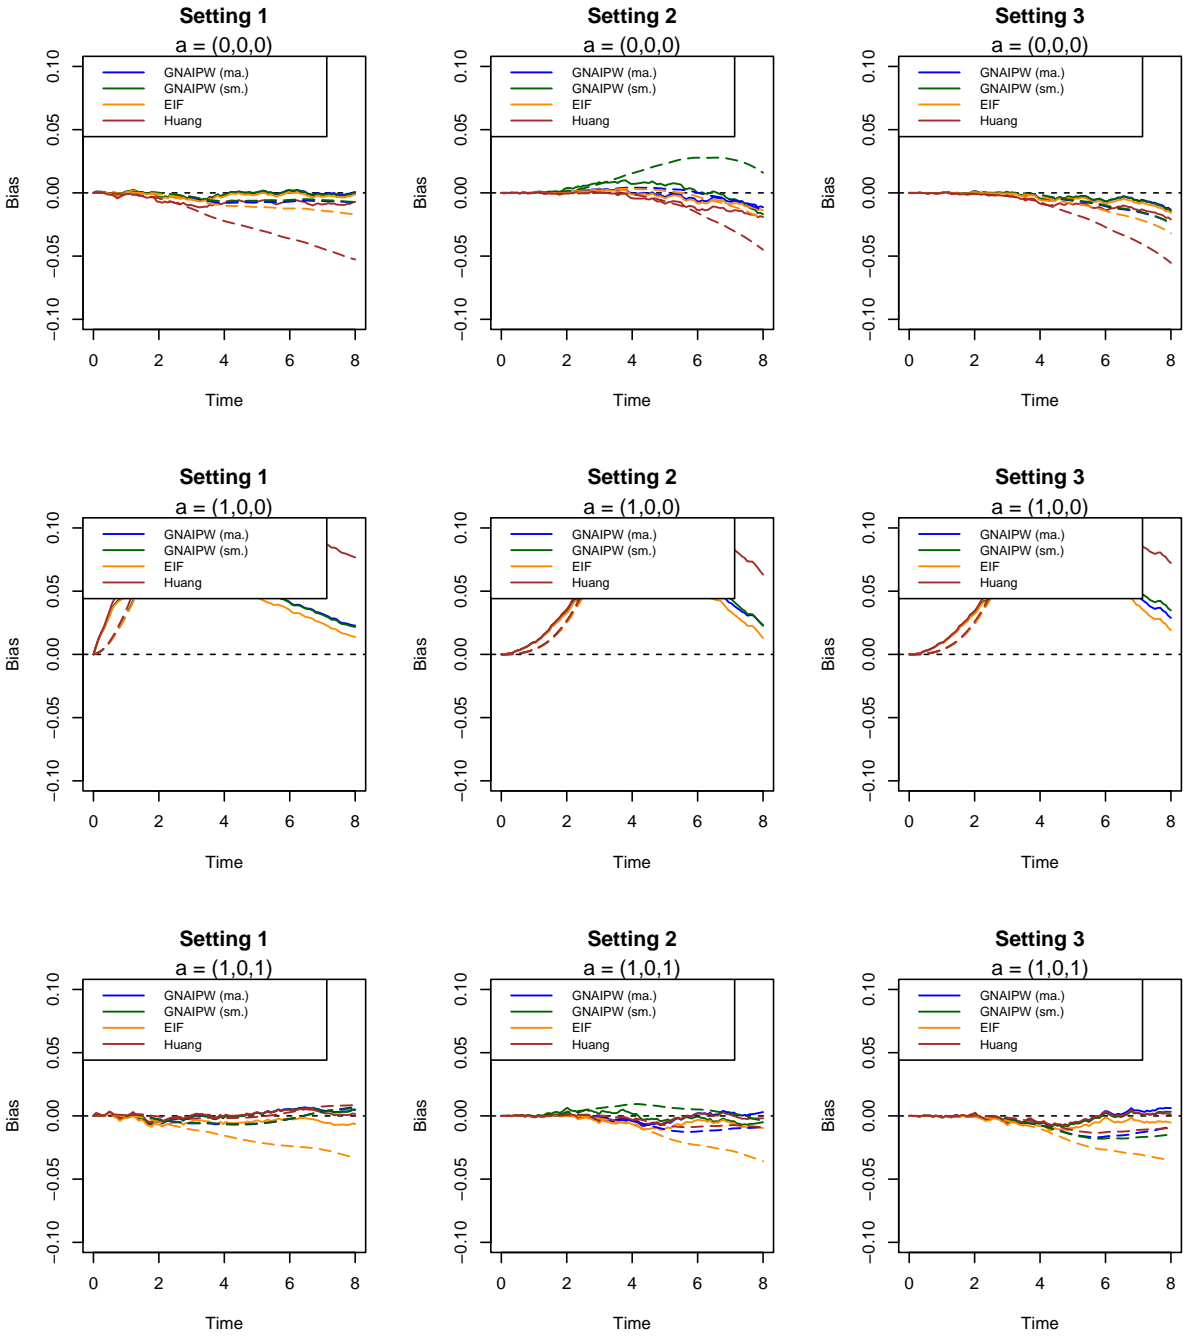 Setting 1
a = (0,0,0)
GNAIPW (ma.)
GNAIPW (sm.)
EIF
Huang
0.10
0.05
0.00
−0.05
−0.10
Bias
0 2 4 6 8
Time
Setting 2
a = (0,0,0)
GNAIPW (ma.)
GNAIPW (sm.)
EIF
Huang
0.10
0.05
0.00
−0.05
−0.10
Bias
0 2 4 6 8
Time
Setting 3
a = (0,0,0)
GNAIPW (ma.)
GNAIPW (sm.)
EIF
Huang
0.10
0.05
0.00
−0.05
−0.10
Bias
0 2 4 6 8
Time
Setting 1
a = (1,0,0)
GNAIPW (ma.)
GNAIPW (sm.)
EIF
Huang
0.10
0.05
0.00
−0.05
−0.10
Bias
0 2 4 6 8
Time
Setting 2
a = (1,0,0)
GNAIPW (ma.)
GNAIPW (sm.)
EIF
Huang
0.10
0.05
0.00
−0.05
−0.10
Bias
0 2 4 6 8
Time
Setting 3
a = (1,0,0)
GNAIPW (ma.)
GNAIPW (sm.)
EIF
Huang
0.10
0.05
0.00
−0.05
−0.10
Bias
0 2 4 6 8
Time
Setting 1
a = (1,0,1)
GNAIPW (ma.)
GNAIPW (sm.)
EIF
Huang
0.10
0.05
0.00
−0.05
−0.10
Bias
0 2 4 6 8
Time
Setting 2
a = (1,0,1)
GNAIPW (ma.)
GNAIPW (sm.)
EIF
Huang
0.10
0.05
0.00
−0.05
−0.10
Bias
0 2 4 6 8
Time
Setting 3
a = (1,0,1)
GNAIPW (ma.)
GNAIPW (sm.)
EIF
Huang
0.10
0.05
0.00
−0.05
−0.10
Bias
0 2 4 6 8
Time